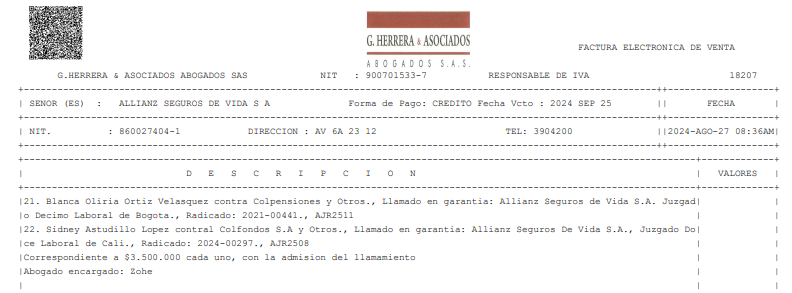 G. HERRERA & ASOCIADOS
ABOGADOS S.A.S.
FACTURA ELECTRONICA DE VENTA
G.HERRERA & ASOCIADOS ABOGADOS SAS NIT : 900701533-7 RESPONSABLE DE IVA 18207
SENOR (ES) : ALLIANZ SEGUROS DE VIDA S A Forma de Pago: CREDITO Fecha Vcto : 2024 SEP 25 FECHA
NIT. : 860027404-1 DIRECCION : AV 6A 23 12 TEL: 3904200 2024-AGO-27 08:36AM
D E S C R I P C I O N VALORES
21. Blanca Oliria Ortiz Velasquez contra Colpensiones y Otros., Llamado en garantia: Allianz Seguros de Vida S.A. Juzgad
o Decimo Laboral de Bogota., Radicado: 2021-00441., AJR2511
22. Sidney Astudillo Lopez contral Colfondos S.A y Otros., Llamado en garantia: Allianz Seguros De Vida S.A., Juzgado Do
ce Laboral de Cali., Radicado: 2024-00297., AJR2508
Correspondiente a $3.500.000 cada uno, con la admision del llamamiento
Abogado encargado: Zohe